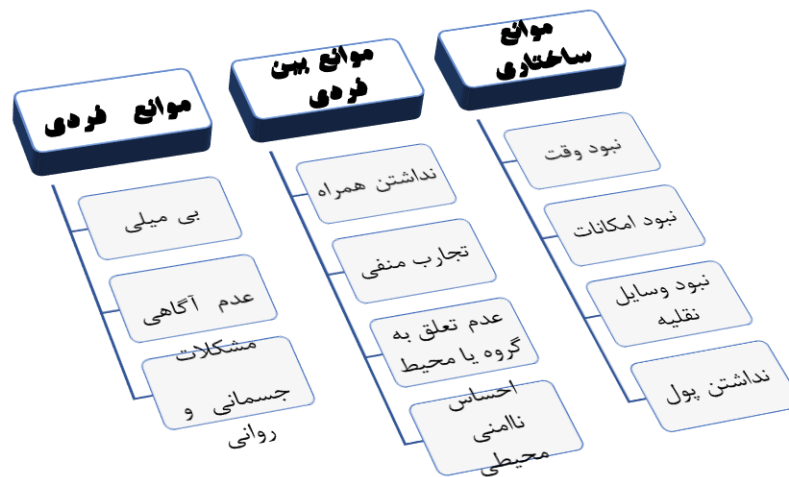 موانع
ساختاری
نبود وقت
نبود امکانات
نبود وسایل
نقلیه
نداشتن پول
موانع بین
فردی
نداشتن همراه
تجارب منفی
عدم تعلق به
گروه یا محیط
احساس
ناامنی
محیطی
موانع فردی
بی میلی
عدم آگاهی
مشکلات
جسمانی و
روانی